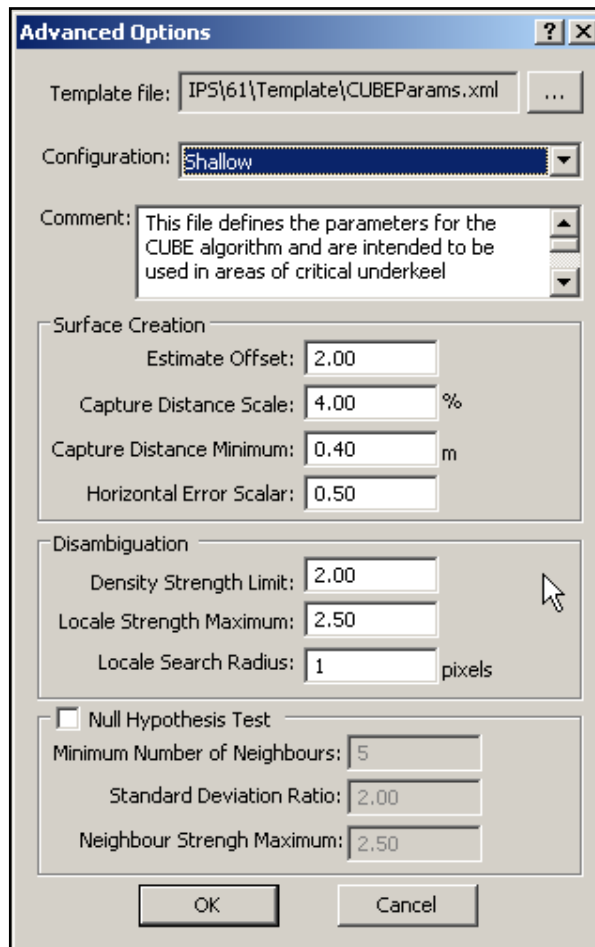 Advanced Options
Template file: IPS\61\Template\CUBEParams.xml ...
Configuration: Shallow
Comment: This file defines the parameters for the
CUBE algorithm and are intended to be
used in areas of critical underkeel
Surface Creation
Estimate Offset: 2.00
Capture Distance Scale: 4.00 %
Capture Distance Minimum: 0.40 m
Horizontal Error Scalar: 0.50
Disambiguation
Density Strength Limit: 2.00
Locale Strength Maximum: 2.50
Locale Search Radius: 1 pixels
Null Hypothesis Test
Minimum Number of Neighbours: 5
Standard Deviation Ratio: 2.00
Neighbour Strengh Maximum: 2.50
OK Cancel